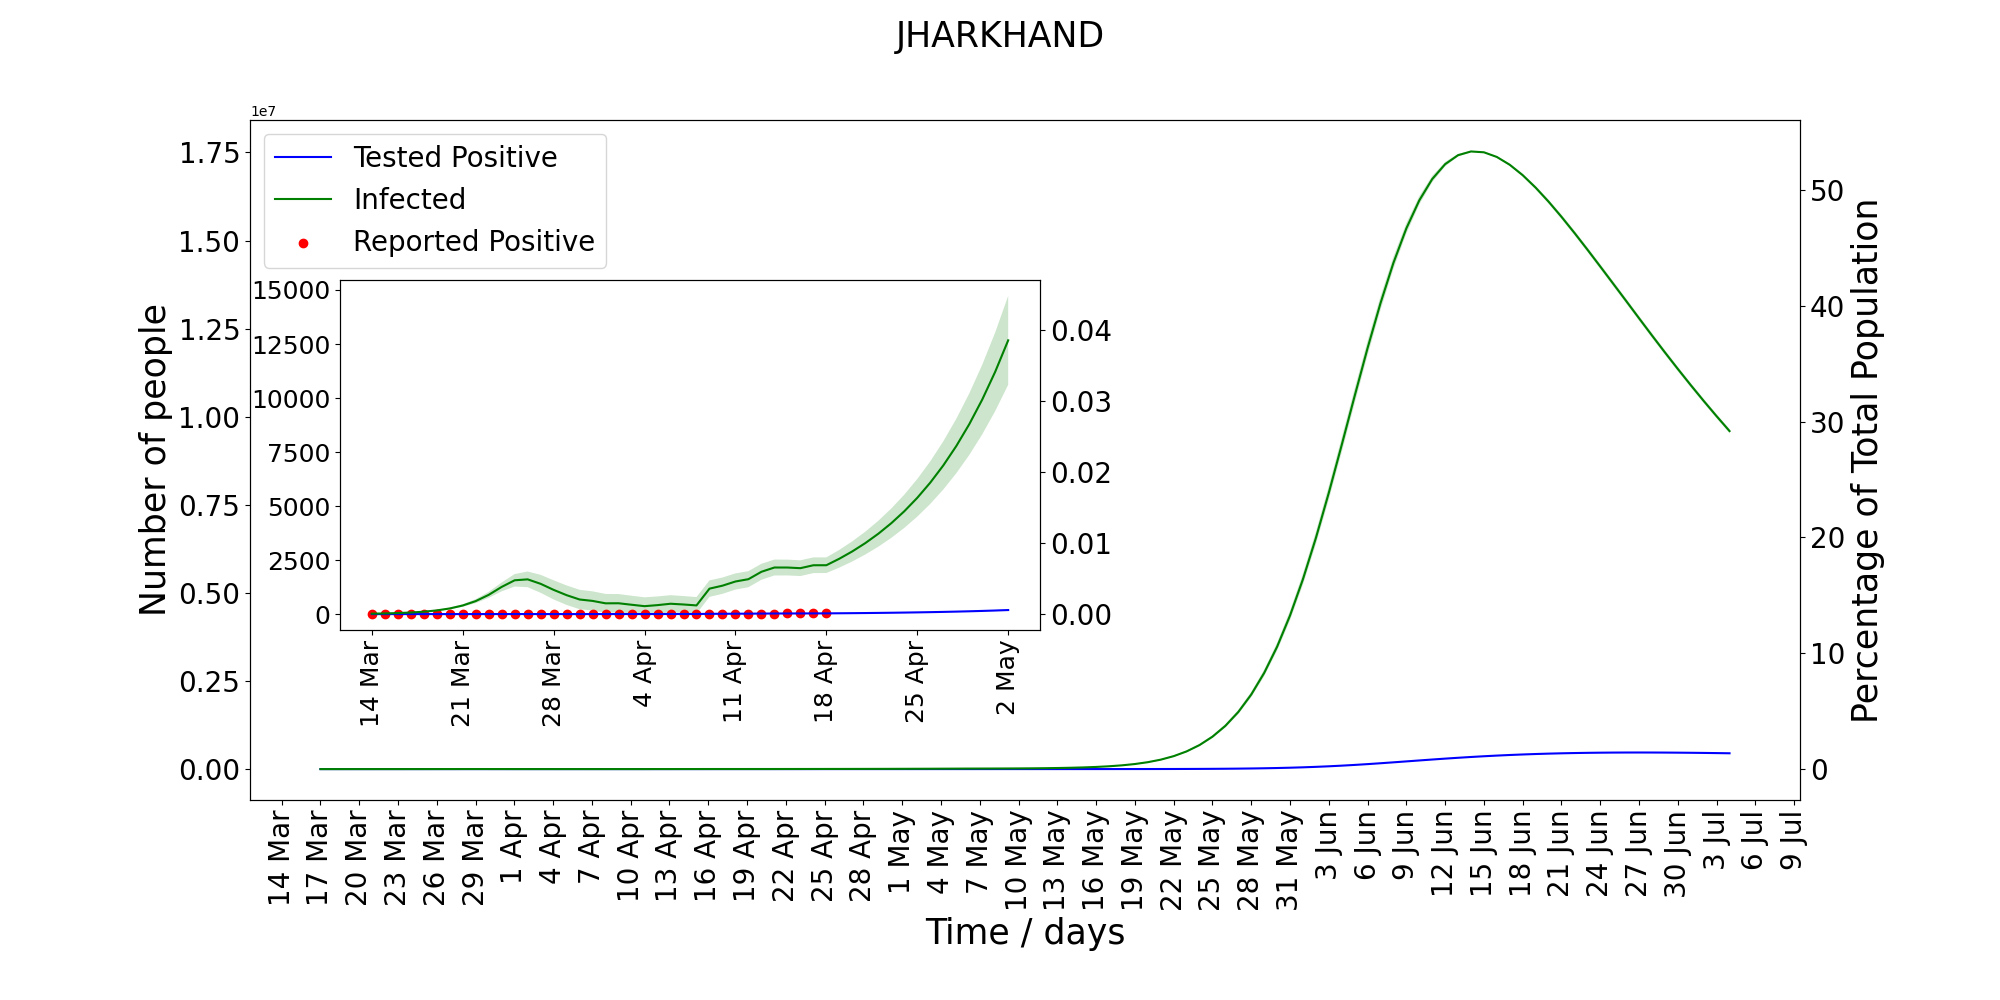 JHARKHAND
1e7
Tested Positive
Infected
Reported Positive
Number of people
1.75
1.50
1.25
1.00
0.75
0.50
0.25
0.00
15000
12500
10000
7500
5000
2500
0
0.04
0.03
0.02
0.01
0.00
14 Mar
21 Mar
28 Mar
4 Apr
11 Apr
18 Apr
25 Apr
2 May
50
40
30
20
10
0
Percentage of Total Population
14 Mar
17 Mar
20 Mar
23 Mar
26 Mar
29 Mar
1 Apr
4 Apr
7 Apr
10 Apr
13 Apr
16 Apr
19 Apr
22 Apr
25 Apr
28 Apr
1 May
4 May
7 May
10 May
13 May
16 May
19 May
22 May
25 May
28 May
31 May
3 Jun
6 Jun
9 Jun
12 Jun
15 Jun
18 Jun
21 Jun
24 Jun
27 Jun
30 Jun
3 Jul
6 Jul
9 Jul
Time / days